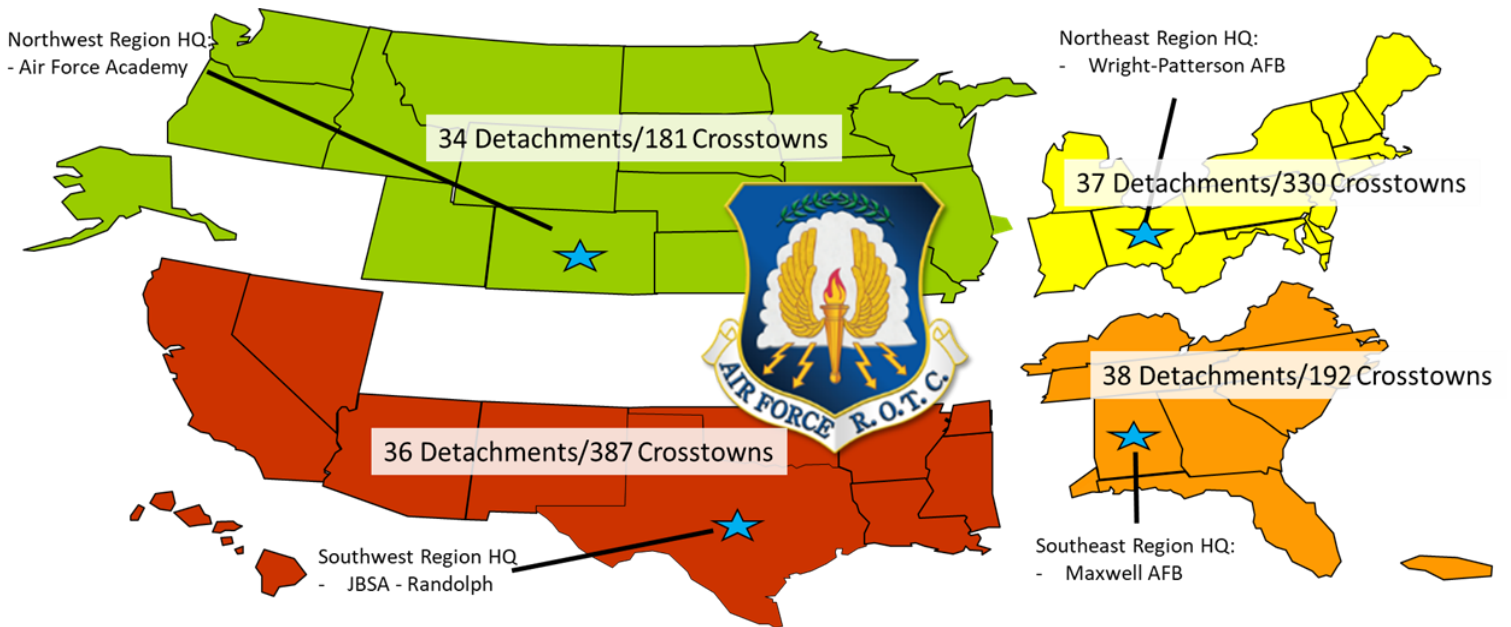 Northwest Region HQ:
- Air Force Academy
34 Detachments/181 Crosstowns
Northeast Region HQ:
- Wright-Patterson AFB
37 Detachments/330 Crosstowns
AIR FORCE R.O.T.C.
36 Detachments/387 Crosstowns
38 Detachments/192 Crosstowns
Southwest Region HQ
- JBSA - Randolph
Southeast Region HQ:
- Maxwell AFB